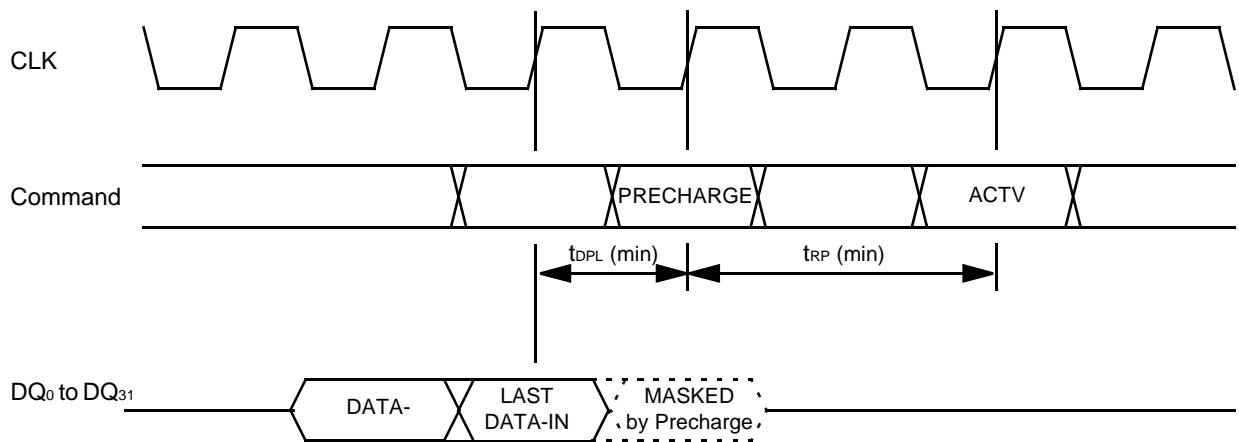 CLK
Command
PRECHARGE
ACTV
tDPL (min)
tRP (min)
DQ0 to DQ31
DATA-
LAST
DATA-IN
MASKED
by Precharge